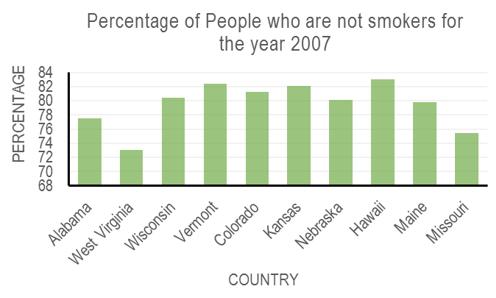 Percentage of People who are not smokers for
the year 2007
PERCENTAGE
84
82
80
78
76
74
72
70
68
Alabama
West Virginia
Wisconsin
Vermont
Colorado
Kansas
Nebraska
Hawaii
Maine
Missouri
COUNTRY